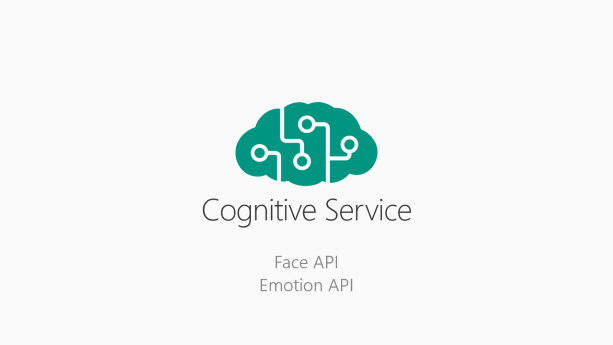 Cognitive Service
Face API
Emotion API